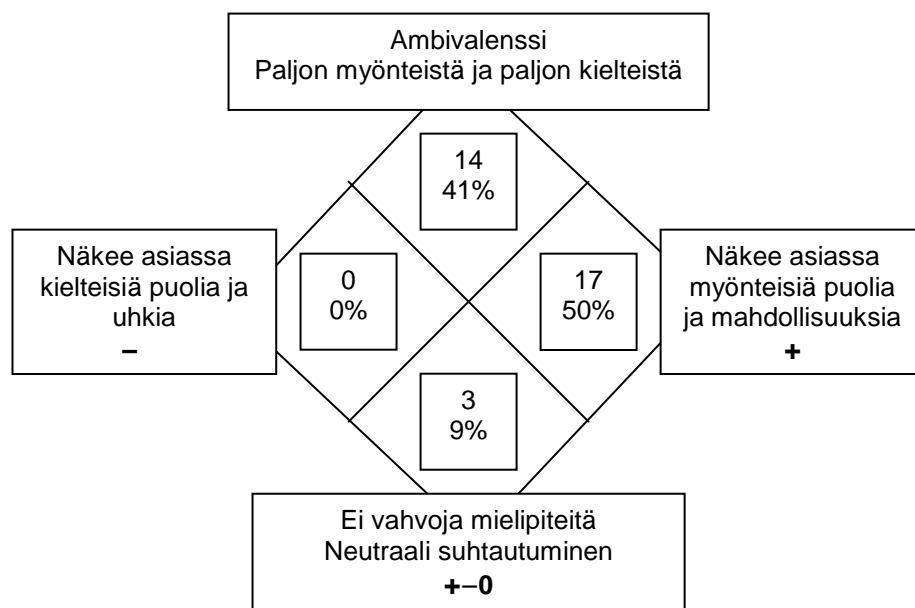 Ambivalenssi
Paljon myönteistä ja paljon kielteistä
14
41%
Näkee asiassa
kielteisiä puolia ja
uhkia
–
0
0%
17
50%
Näkee asiassa
myönteisiä puolia
ja mahdollisuuksia
+
3
9%
Ei vahvoja mielipiteitä
Neutraali suhtautuminen
+–0